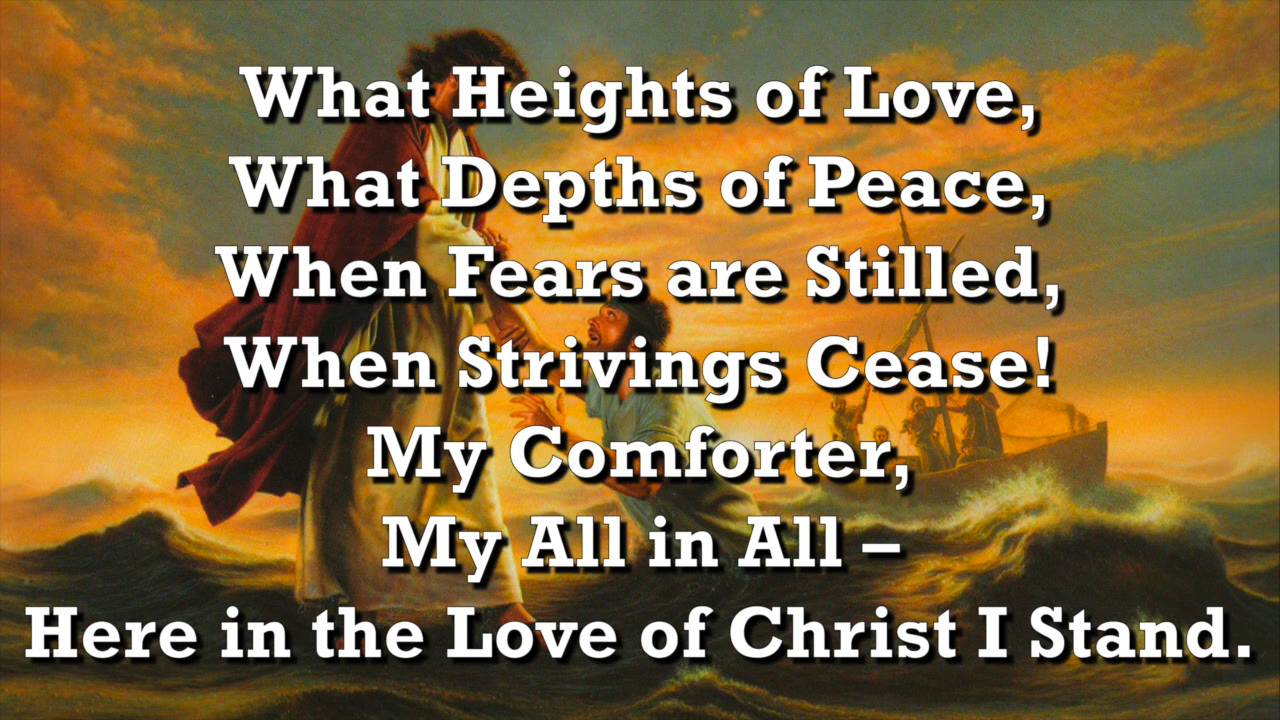 What Heights of Love,
What Depths of Peace,
When Fears are Stilled,
When Strivings Cease!
My Comforter,
My All in All –
Here in the Love of Christ I Stand.